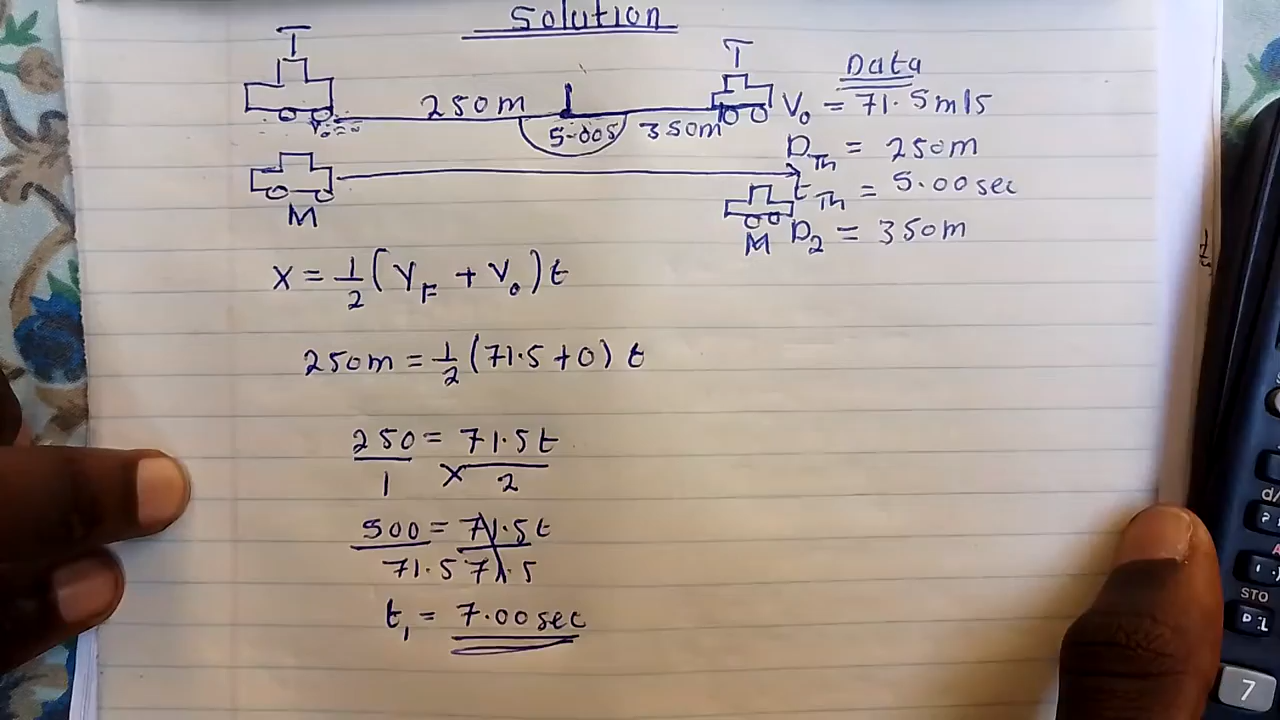 Solution
T
T
Data
250m
5.00s
350m
V₀ = 71.5m/s
D_Th = 250m
t_Th = 5.00sec
D₂ = 350m
M
M
X = 1/2 (V_F + V₀) t
250m = 1/2 (71.5 + 0) t
250/1 × = 71.5t/2
500/71.5 = 71.5t/71.5
t₁ = 7.00sec
STO
7